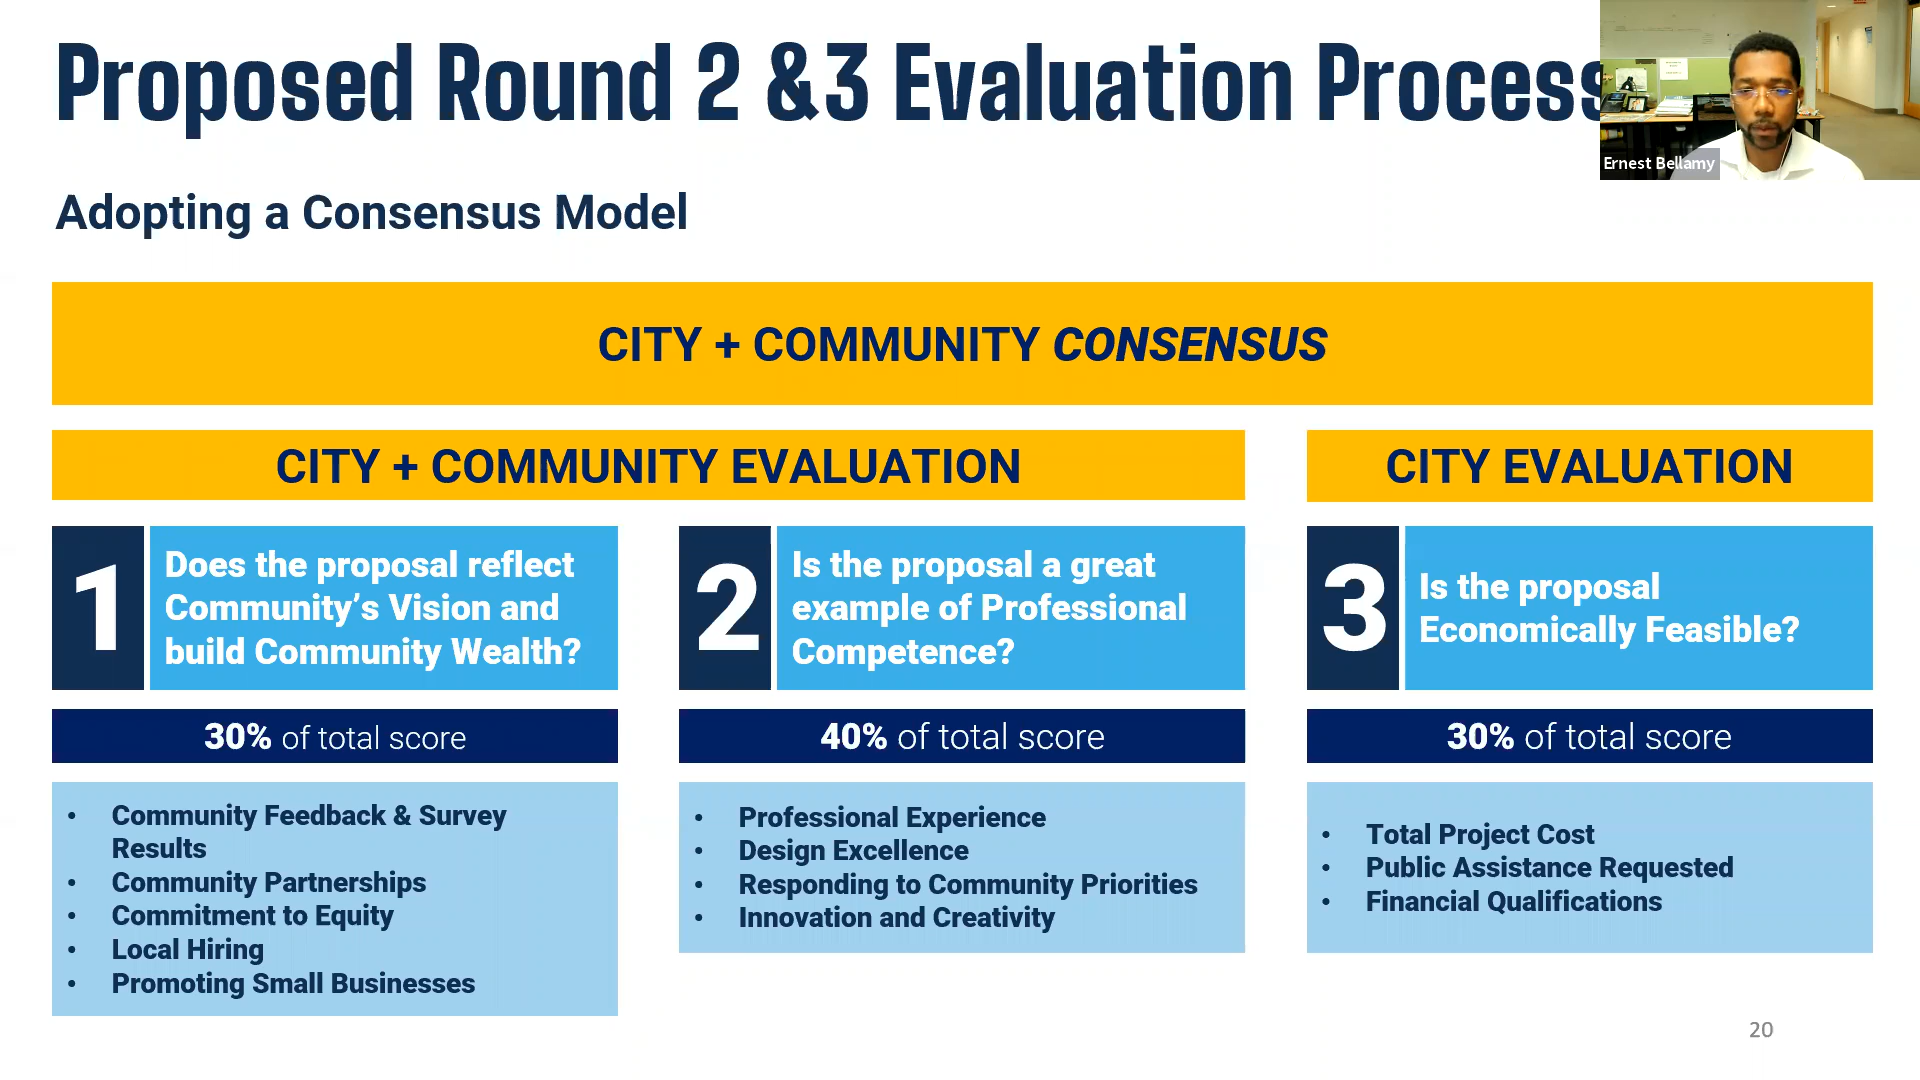 Proposed Round 2 &3 Evaluation Process
Ernest Bellamy
Adopting a Consensus Model
CITY + COMMUNITY CONSENSUS
CITY + COMMUNITY EVALUATION
CITY EVALUATION
1
Does the proposal reflect
Community’s Vision and
build Community Wealth?
30% of total score
• Community Feedback & Survey
Results
• Community Partnerships
• Commitment to Equity
• Local Hiring
• Promoting Small Businesses
2
Is the proposal a great
example of Professional
Competence?
40% of total score
• Professional Experience
• Design Excellence
• Responding to Community Priorities
• Innovation and Creativity
3
Is the proposal
Economically Feasible?
30% of total score
• Total Project Cost
• Public Assistance Requested
• Financial Qualifications
20